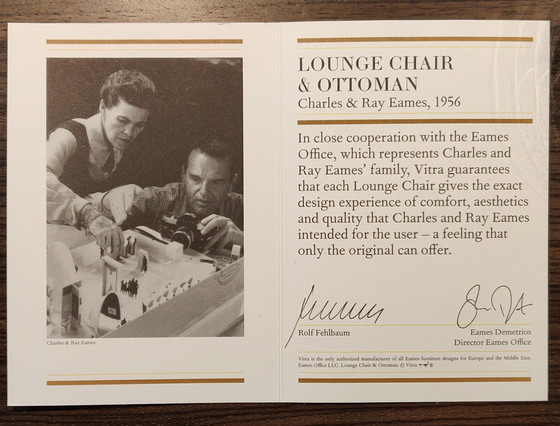 Charles & Ray Eames
LOUNGE CHAIR
& OTTOMAN
Charles & Ray Eames, 1956
In close cooperation with the Eames
Office, which represents Charles and
Ray Eames' family, Vitra guarantees
that each Lounge Chair gives the exact
design experience of comfort, aesthetics
and quality that Charles and Ray Eames
intended for the user – a feeling that
only the original can offer.
Rolf Fehlbaum
Eames Demetrios
Director Eames Office
Vitra is the only authorised manufacturer of all Eames furniture designs for Europe and the Middle East.
Eames Office LLC, Lounge Chair & Ottoman: © Vitra